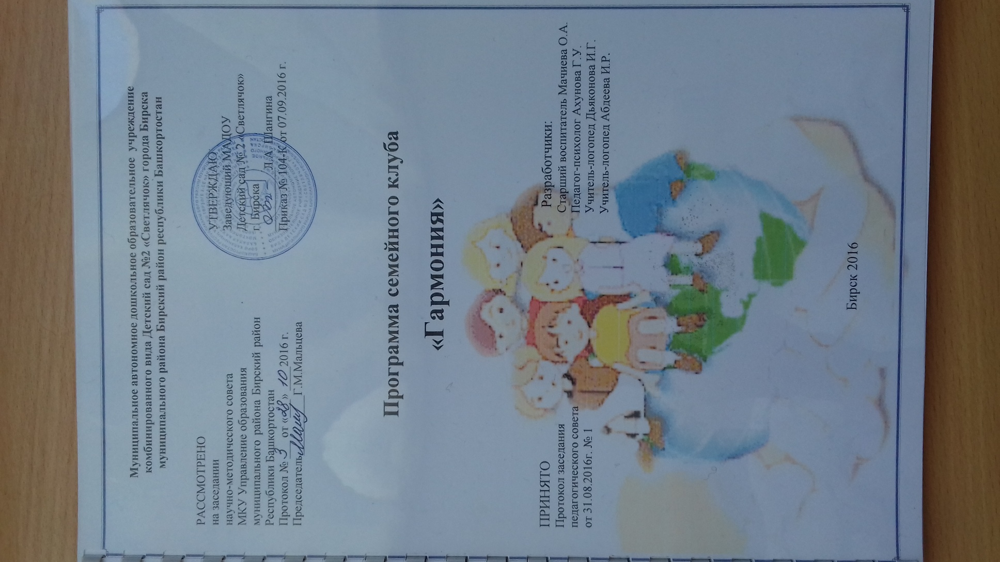 Муниципальное автономное дошкольное образовательное учреждение
комбинированного вида Детский сад №2 «Светлячок» города Бирска
муниципального района Бирский район республики Башкортостан
РАССМОТРЕНО
на заседании
научно-методического совета
МКУ Управление образования
муниципального района Бирский район
Республики Башкортостан
Протокол № 3 от «28» 10 2016 г.
Председатель Г.М.Мальцева
УТВЕРЖДАЮ
Заведующий МАДОУ
Детский сад № 2 «Светлячок»
г. Бирска
Л.А. Шангина
Приказ № 104-К от 07.09.2016 г.
Программа семейного клуба
«Гармония»
ПРИНЯТО
Протокол заседания
педагогического совета
от 31.08.2016г. № 1
Разработчики:
Старший воспитатель Мачиева О.А.
Педагог-психолог Ахунова Г.У.
Учитель-логопед Дьяконова И.Г.
Учитель-логопед Абдеева И.Р.
Бирск 2016